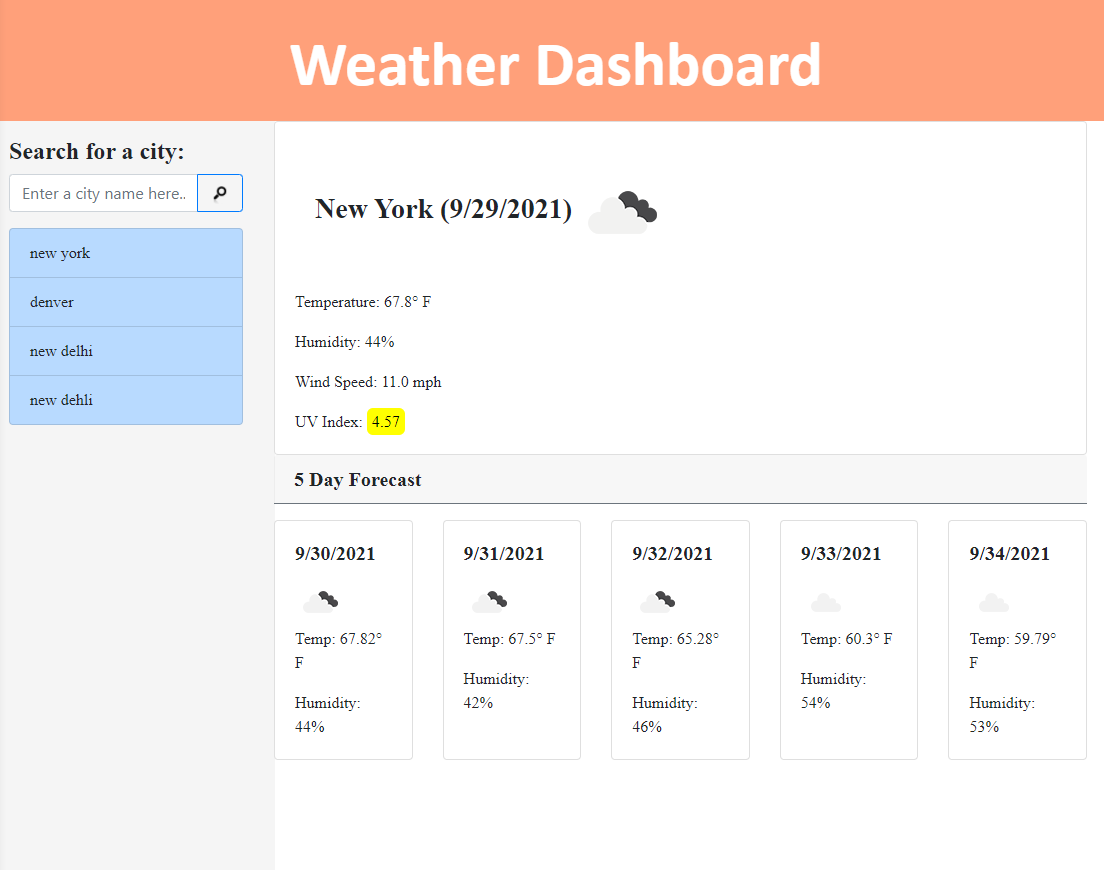 Weather Dashboard
Search for a city:
Enter a city name here..
new york
denver
new delhi
new dehli
New York (9/29/2021)
Temperature: 67.8° F
Humidity: 44%
Wind Speed: 11.0 mph
UV Index: 4.57
5 Day Forecast
9/30/2021
Temp: 67.82°
F
Humidity:
44%
9/31/2021
Temp: 67.5° F
Humidity:
42%
9/32/2021
Temp: 65.28°
F
Humidity:
46%
9/33/2021
Temp: 60.3° F
Humidity:
54%
9/34/2021
Temp: 59.79°
F
Humidity:
53%